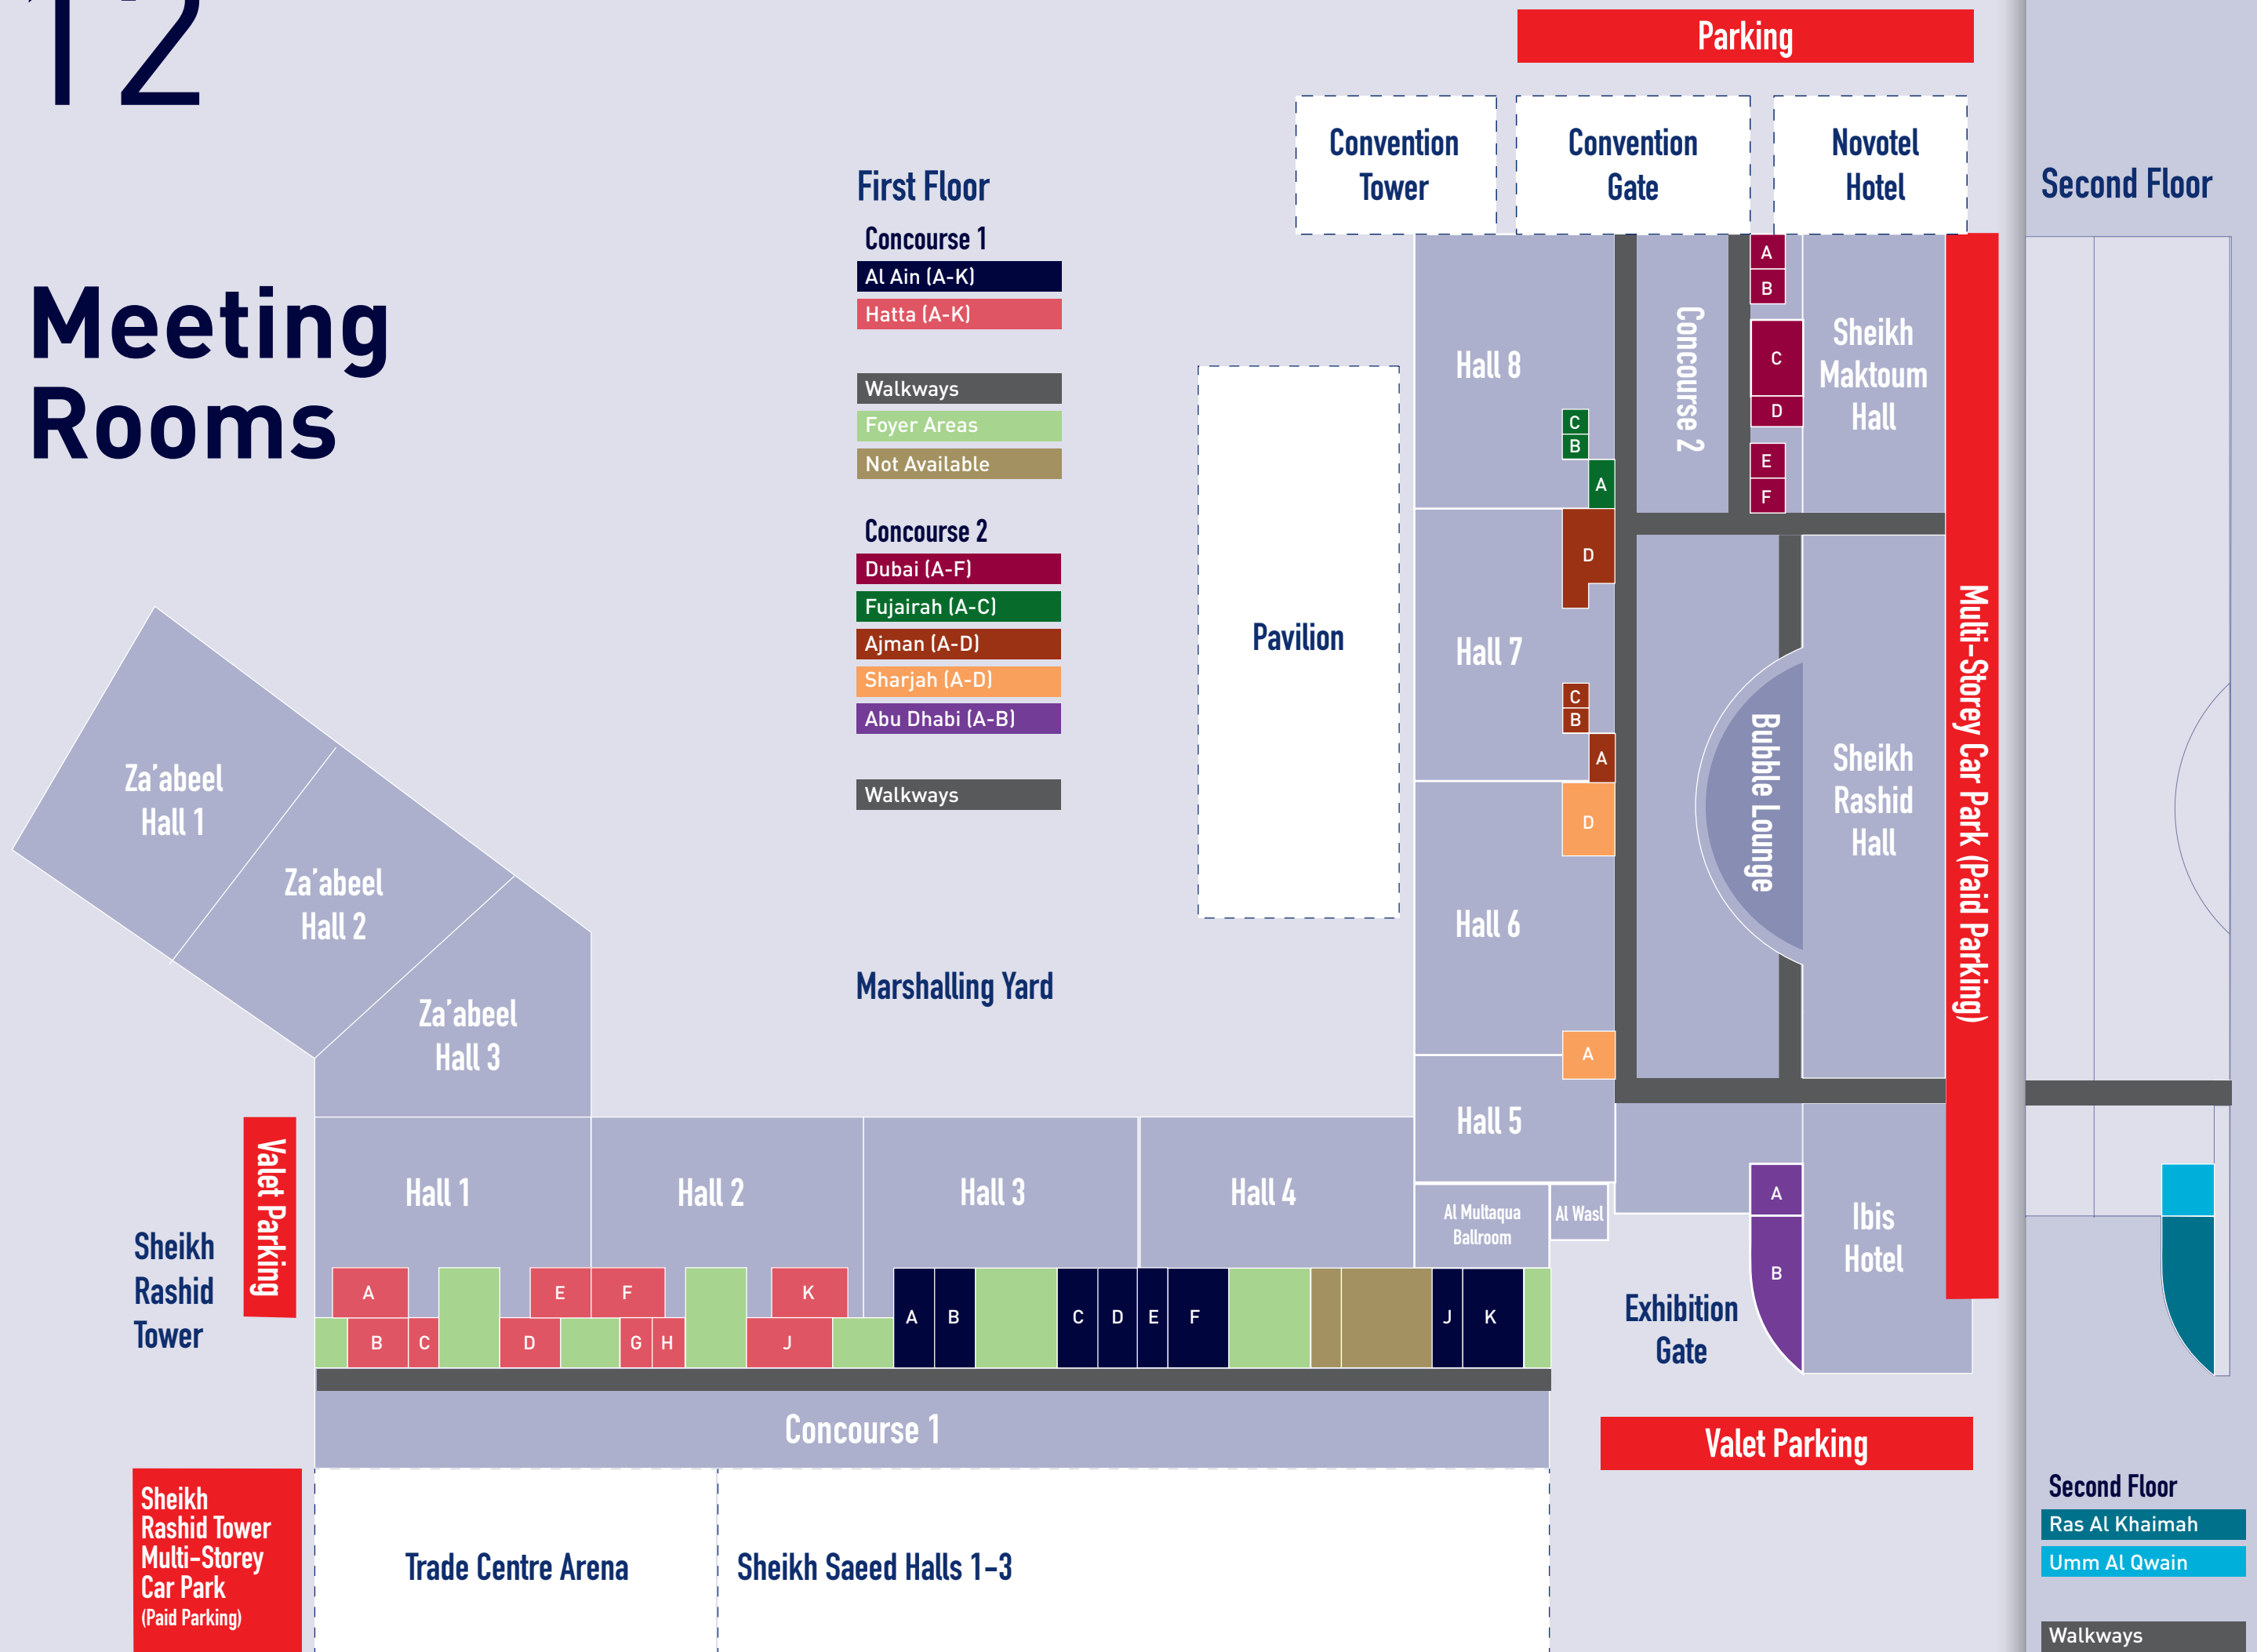 12
Meeting
Rooms
First Floor
Concourse 1
Al Ain (A-K)
Hatta (A-K)
Walkways
Foyer Areas
Not Available
Concourse 2
Dubai (A-F)
Fujairah (A-C)
Ajman (A-D)
Sharjah (A-D)
Abu Dhabi (A-B)
Walkways
Parking
Convention
Tower
Convention
Gate
Novotel
Hotel
Second Floor
Hall 8
Concourse 2
A
B
C
D
E
F
Sheikh
Maktoum
Hall
C
B
A
Pavilion
Hall 7
D
C
B
A
Bubble Lounge
Sheikh
Rashid
Hall
Multi-Storey Car Park (Paid Parking)
Hall 6
D
A
Hall 5
Za'abeel
Hall 1
Za'abeel
Hall 2
Za'abeel
Hall 3
Marshalling Yard
Valet Parking
Sheikh
Rashid
Tower
Hall 1
Hall 2
Hall 3
Hall 4
Al Multaqua
Ballroom
Al Wasl
A
B
Ibis
Hotel
Exhibition
Gate
A
E
F
K
B
C
D
G
H
J
A
B
C
D
E
F
J
K
Concourse 1
Valet Parking
Sheikh
Rashid Tower
Multi-Storey
Car Park
(Paid Parking)
Trade Centre Arena
Sheikh Saeed Halls 1-3
Second Floor
Ras Al Khaimah
Umm Al Qwain
Walkways